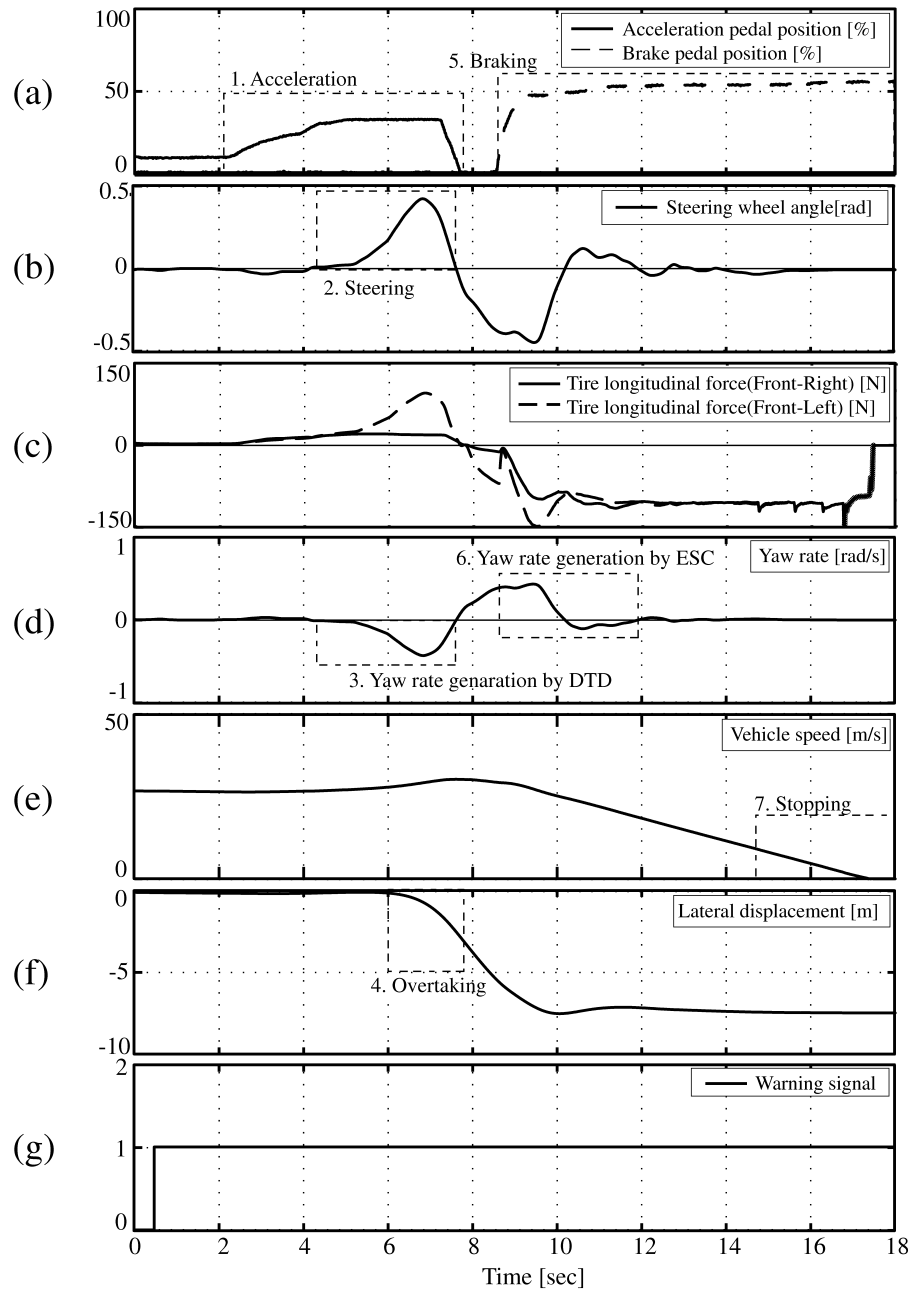 (a)
100
50
0
Acceleration pedal position [%]
Brake pedal position [%]
1. Acceleration
5. Braking
(b)
0.5
0
-0.5
Steering wheel angle[rad]
2. Steering
(c)
150
0
-150
Tire longitudinal force(Front-Right) [N]
Tire longitudinal force(Front-Left) [N]
(d)
1
0
-1
6. Yaw rate generation by ESC
Yaw rate [rad/s]
3. Yaw rate genaration by DTD
(e)
50
0
Vehicle speed [m/s]
7. Stopping
(f)
0
-5
-10
Lateral displacement [m]
4. Overtaking
(g)
2
1
0
Warning signal
0 2 4 6 8 10 12 14 16 18
Time [sec]